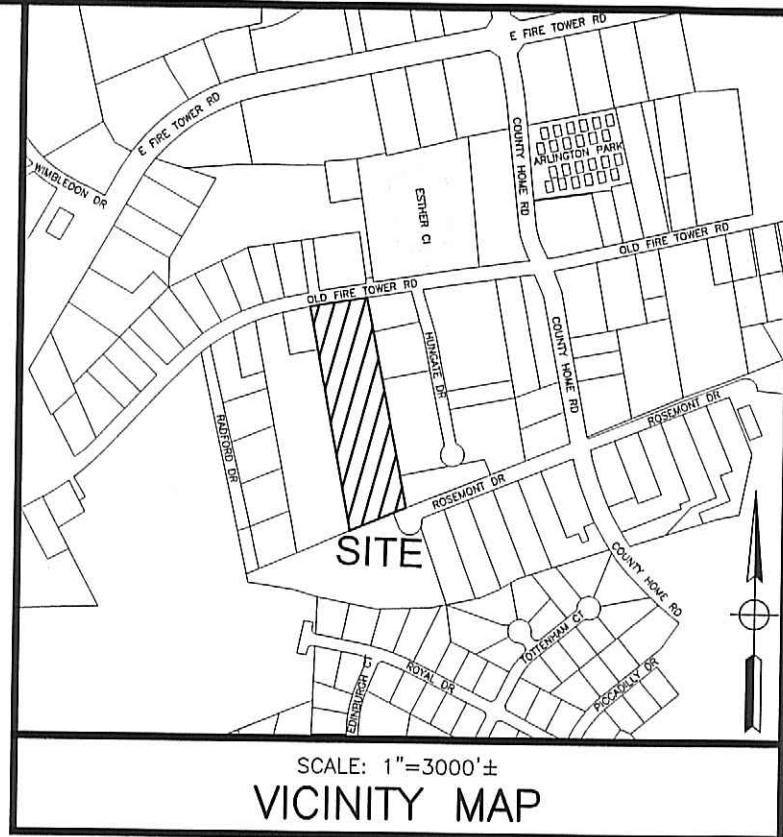 E FIRE TOWER RD
E FIRE TOWER RD
WIMBLEDON DR
COUNTY HOME RD
ARLINGTON PARK
ESTHER CI
OLD FIRE TOWER RD
OLD FIRE TOWER RD
HUNGATE DR
COUNTY HOME RD
RADFORD DR
ROSEMONT DR
ROSEMONT DR
SITE
COUNTY HOME RD
TOTTENHAM CT
ROYAL DR
EDINBURGH
PICCADILLY DR
SCALE: 1"=3000'±
VICINITY MAP